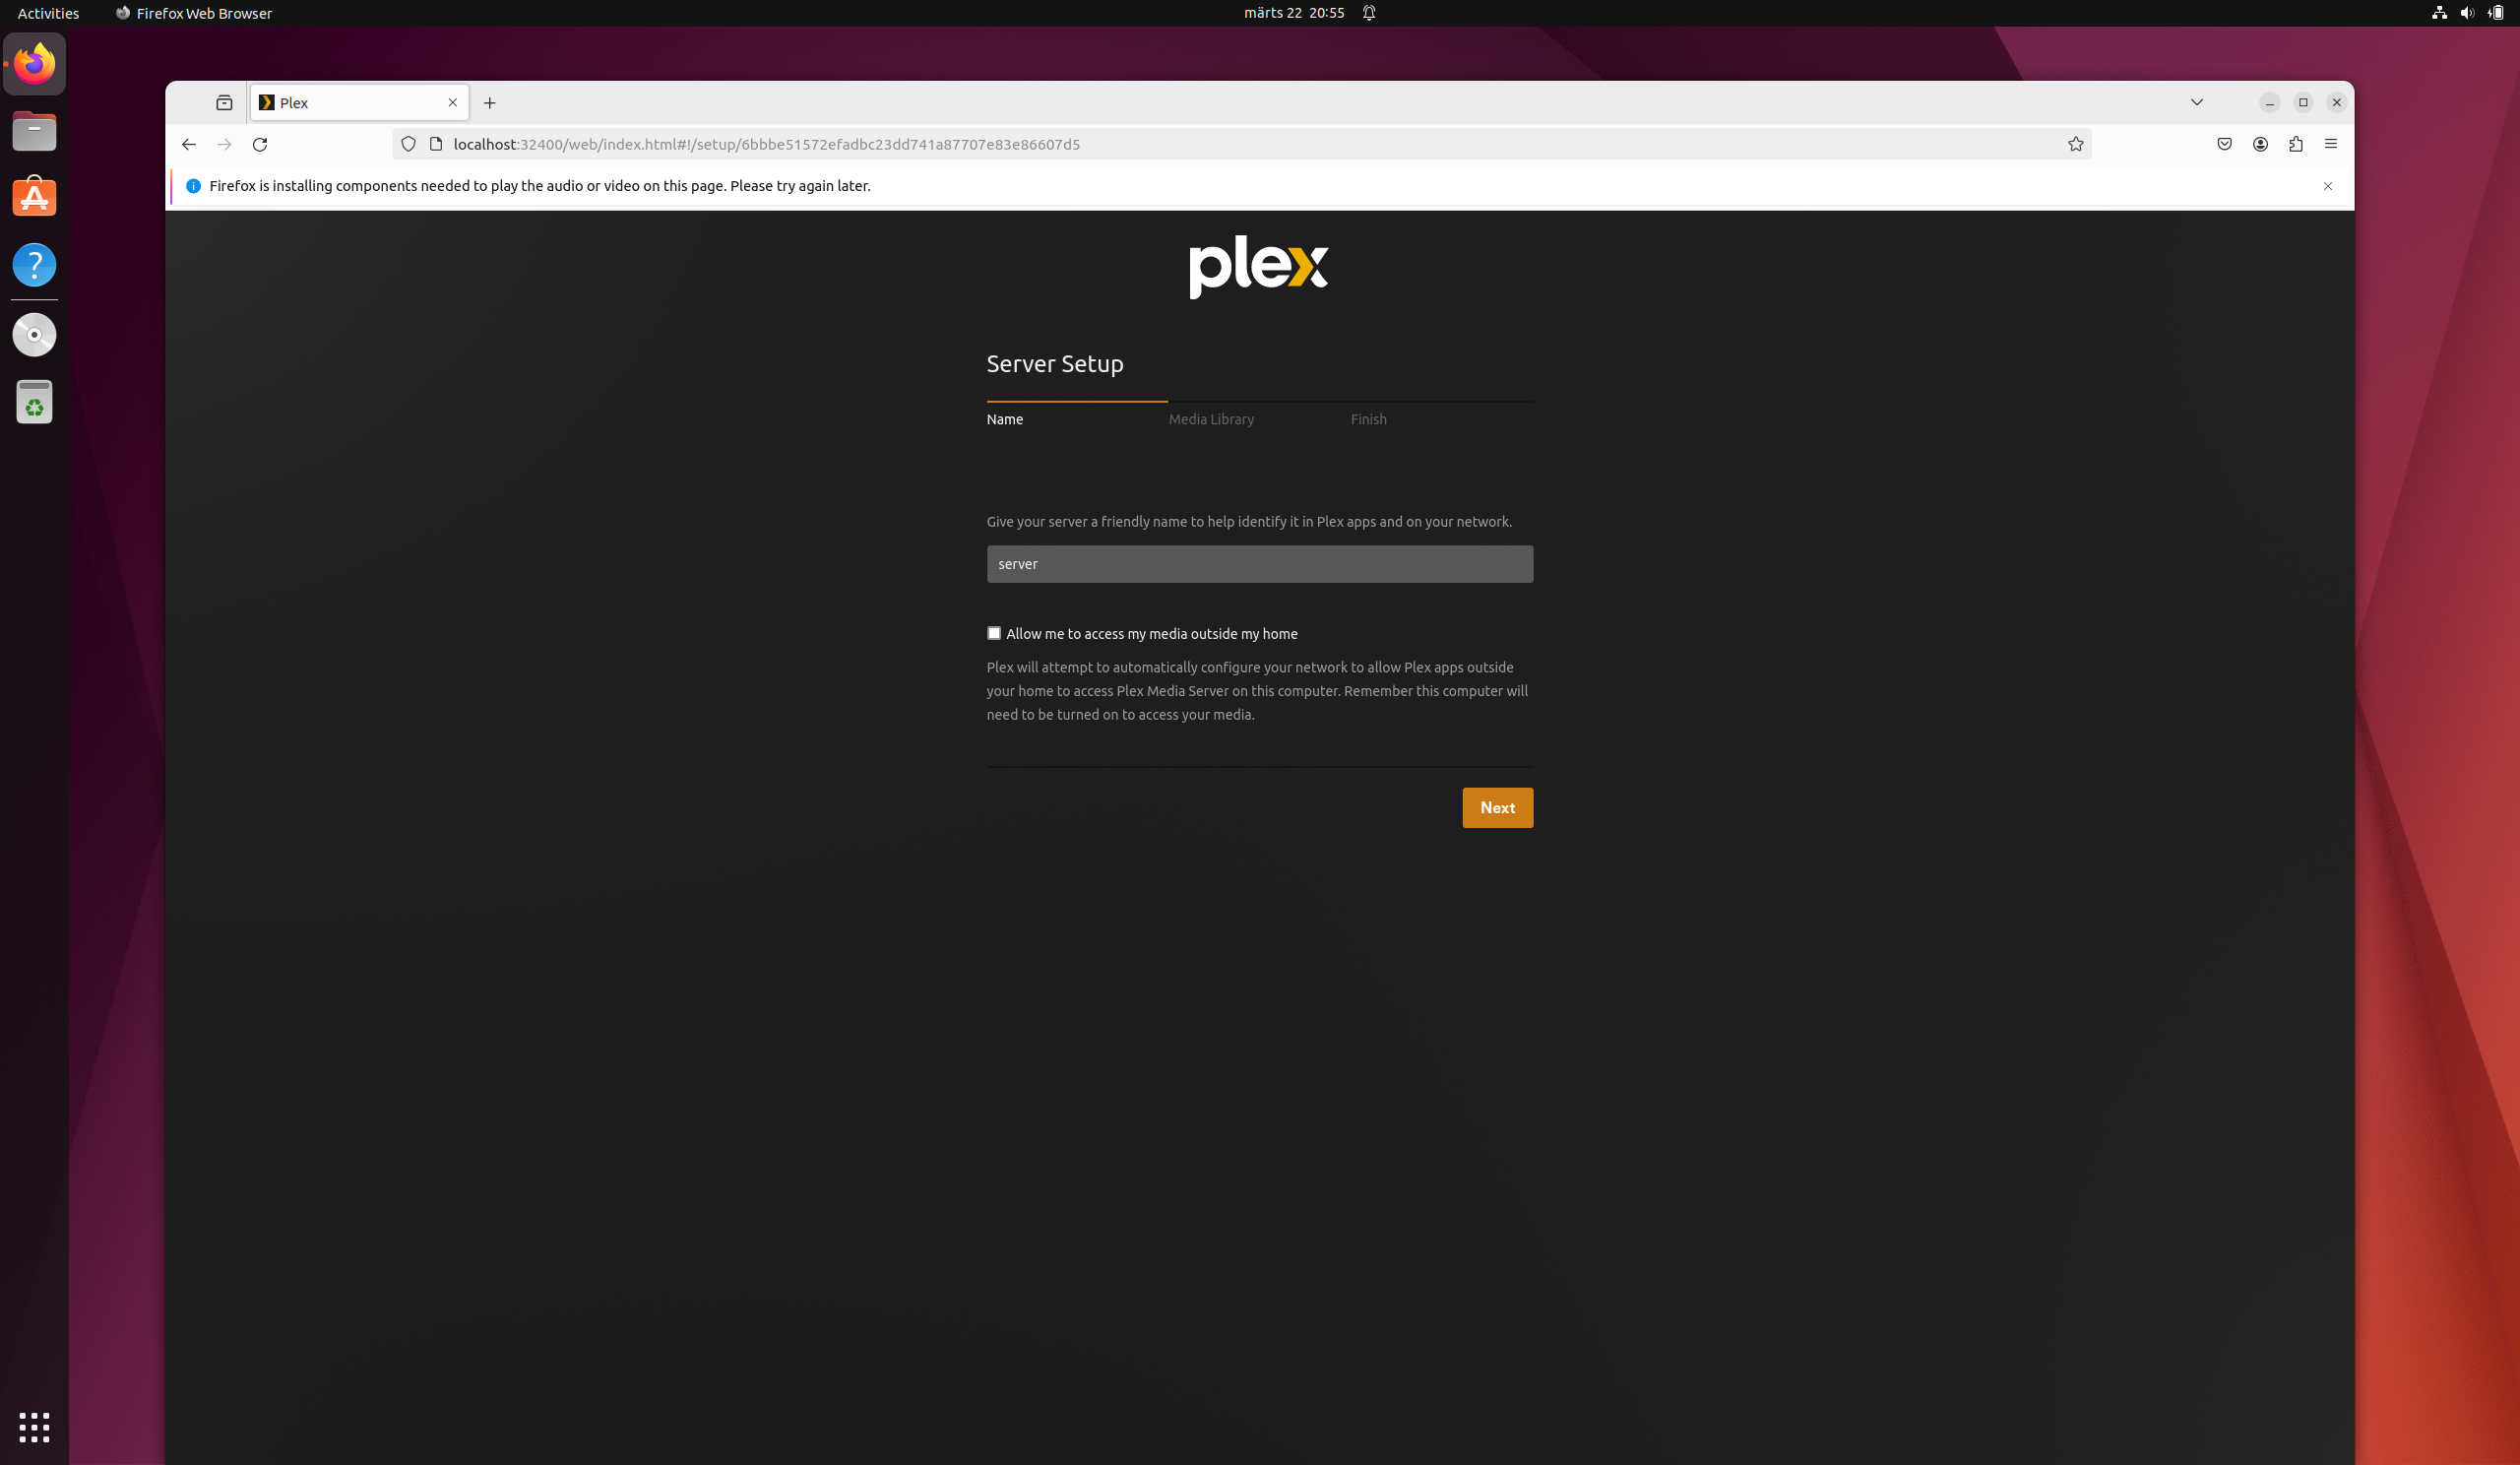 Activities
Firefox Web Browser
märts 22 20:55
Plex
localhost:32400/web/index.html#!/setup/6bbbe51572efadbc23dd741a87707e83e86607d5
Firefox is installing components needed to play the audio or video on this page. Please try again later.
plex
Server Setup
Name
Media Library
Finish
Give your server a friendly name to help identify it in Plex apps and on your network.
server
Allow me to access my media outside my home
Plex will attempt to automatically configure your network to allow Plex apps outside
your home to access Plex Media Server on this computer. Remember this computer will
need to be turned on to access your media.
Next